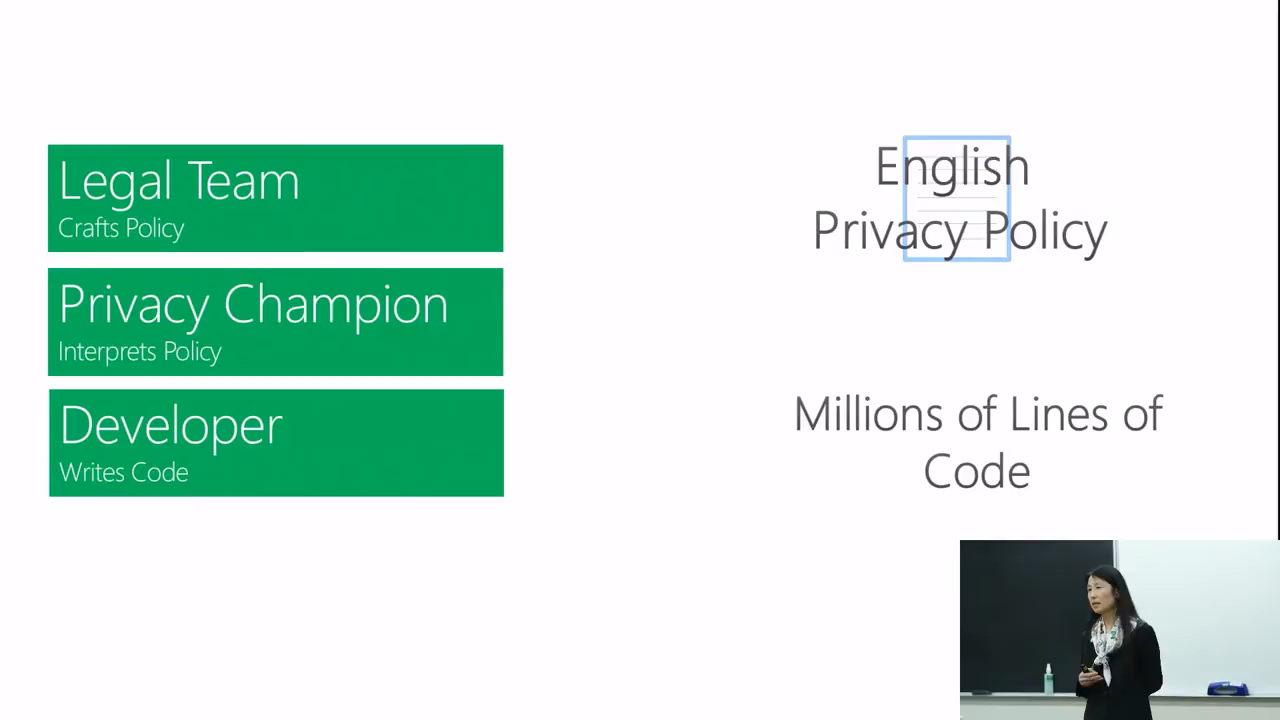 Legal Team
Crafts Policy
Privacy Champion
Interprets Policy
Developer
Writes Code
English
Privacy Policy
Millions of Lines of
Code